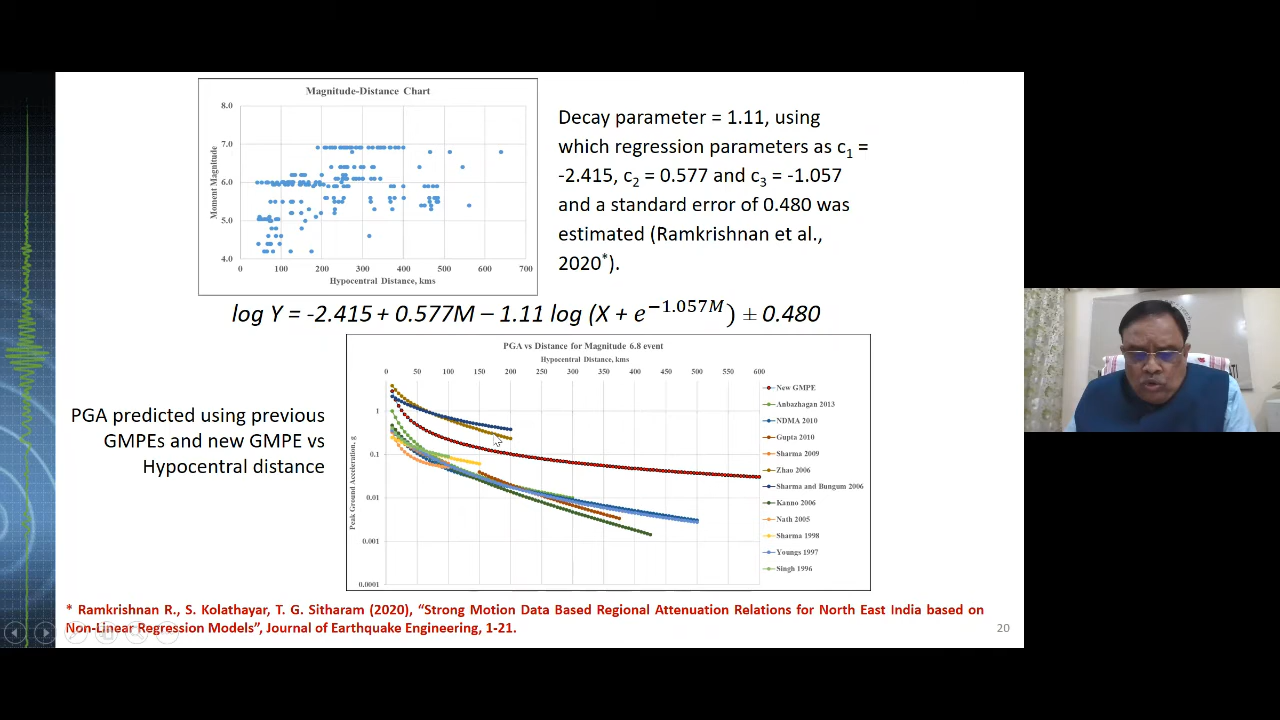 Magnitude-Distance Chart
8.0
7.0
6.0
5.0
4.0
Moment Magnitude
0 100 200 300 400 500 600 700
Hypocentral Distance, kms
Decay parameter = 1.11, using
which regression parameters as c1 =
-2.415, c2 = 0.577 and c3 = -1.057
and a standard error of 0.480 was
estimated (Ramkrishnan et al.,
2020*).
log Y = -2.415 + 0.577M − 1.11 log (X + e^−1.057M) ± 0.480
PGA vs Distance for Magnitude 6.8 event
Hypocentral Distance, kms
0 50 100 150 200 250 300 350 400 450 500 550 600
1
0.1
0.01
0.001
0.0001
Peak Ground Acceleration, g
New GMPE
Anbazhagan 2013
NDMA 2010
Gupta 2010
Sharma 2009
Zhao 2006
Sharma and Bungum 2006
Kanno 2006
Nath 2005
Sharma 1998
Youngs 1997
Singh 1996
PGA predicted using previous
GMPEs and new GMPE vs
Hypocentral distance
* Ramkrishnan R., S. Kolathayar, T. G. Sitharam (2020), “Strong Motion Data Based Regional Attenuation Relations for North East India based on
Non-Linear Regression Models”, Journal of Earthquake Engineering, 1-21.
20